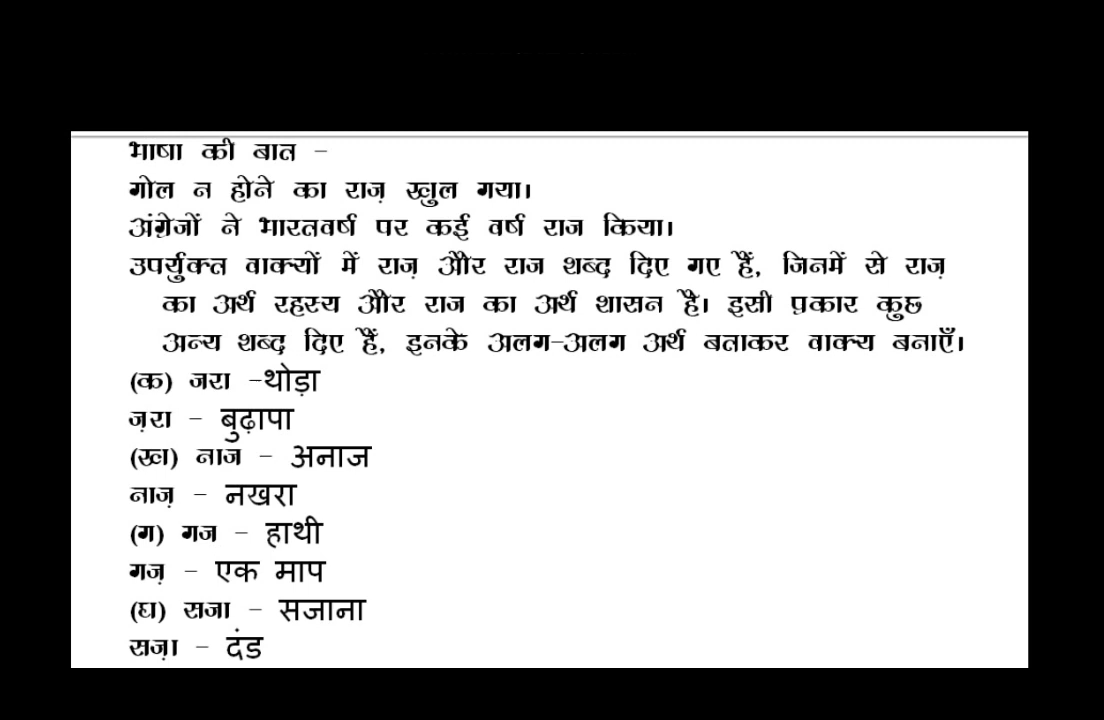 भाषा की बात –
गोल न होने का राज़ खुल गया।
अंग्रेजों ने भारतवर्ष पर कई वर्ष राज किया।
उपर्युक्त वाक्यों में राज़ और राज शब्द दिए गए हैं, जिनमें से राज़
का अर्थ रहस्य और राज का अर्थ शासन है। इसी प्रकार कुछ
अन्य शब्द दिए हैं, इनके अलग-अलग अर्थ बताकर वाक्य बनाएँ।
(क) जरा –थोड़ा
ज़रा – बुढ़ापा
(ख) नाज – अनाज
नाज़ – नखरा
(ग) गज – हाथी
गज़ – एक माप
(घ) सजा – सजाना
सज़ा – दंड